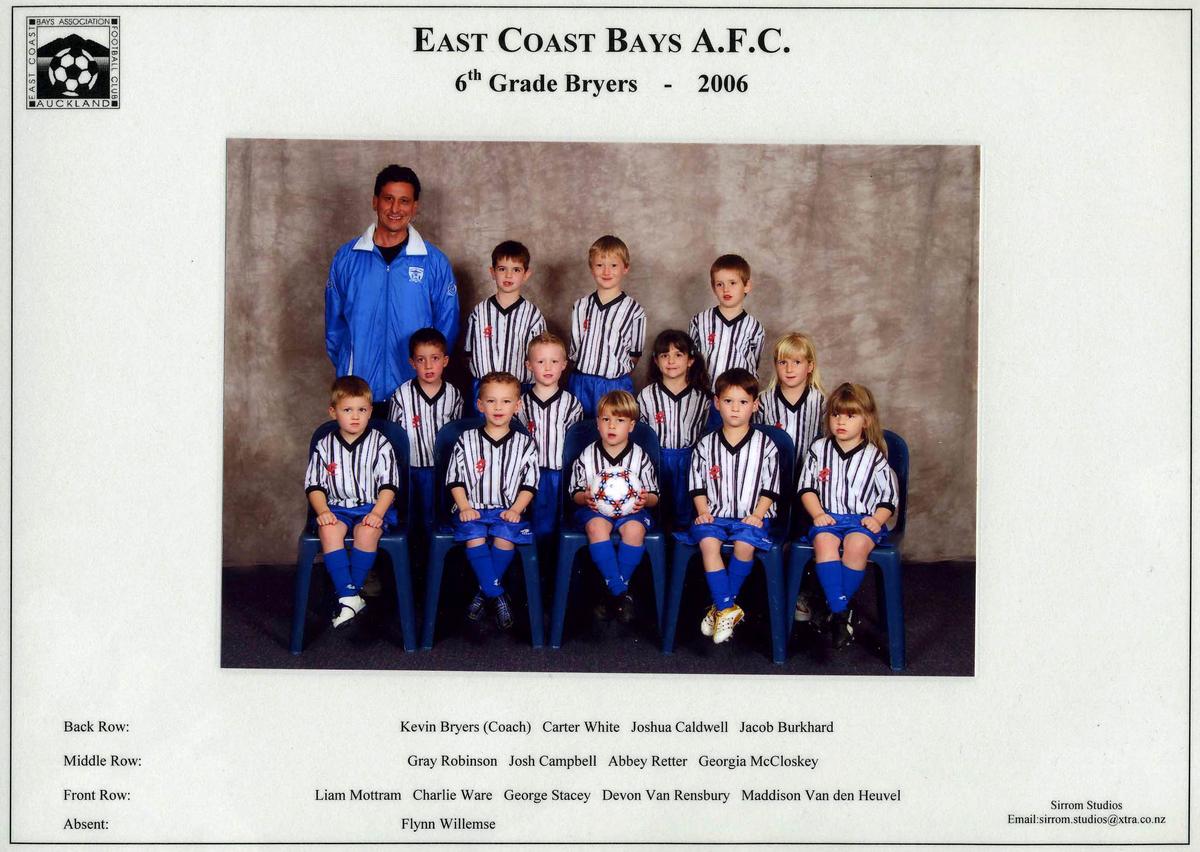 BAYS ASSOCIATION
EAST COAST
FOOTBALL CLUB
AUCKLAND
EAST COAST BAYS A.F.C.
6th Grade Bryers - 2006
Back Row: Kevin Bryers (Coach) Carter White Joshua Caldwell Jacob Burkhard
Middle Row: Gray Robinson Josh Campbell Abbey Retter Georgia McCloskey
Front Row: Liam Mottram Charlie Ware George Stacey Devon Van Rensbury Maddison Van den Heuvel
Absent: Flynn Willemse
Sirrom Studios
Email:sirrom.studios@xtra.co.nz